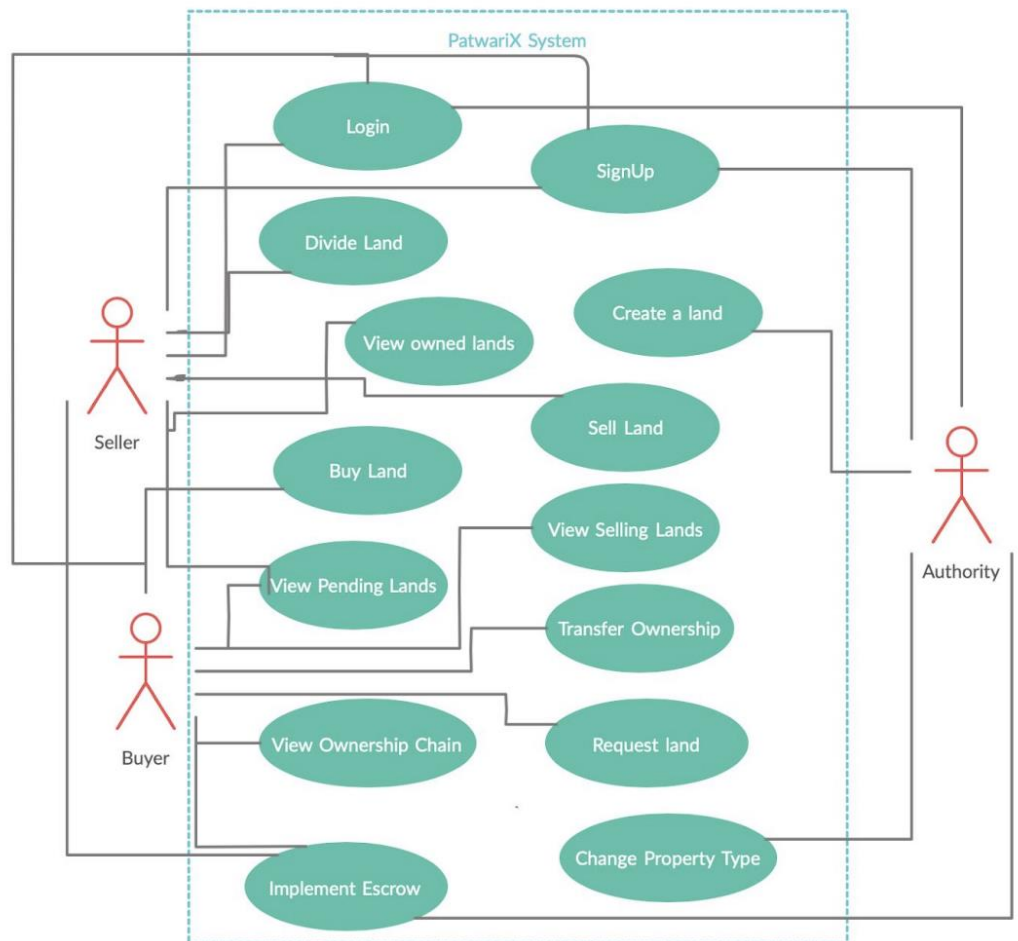 PatwariX System
Login
SignUp
Divide Land
Create a land
View owned lands
Sell Land
Seller
Buy Land
View Selling Lands
Authority
View Pending Lands
Transfer Ownership
Buyer
View Ownership Chain
Request land
Change Property Type
Implement Escrow